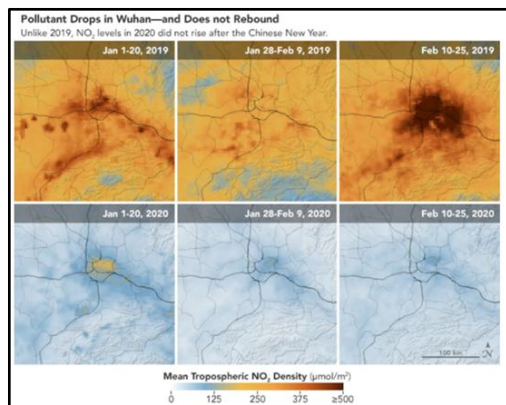 Pollutant Drops in Wuhan—and Does not Rebound
Unlike 2019, NO₂ levels in 2020 did not rise after the Chinese New Year.
Jan 1-20, 2019
Jan 28-Feb 9, 2019
Feb 10-25, 2019
Jan 1-20, 2020
Jan 28-Feb 9, 2020
Feb 10-25, 2020
100 km
N
Mean Tropospheric NO₂ Density (μmol/m²)
0 125 250 375 ≥500